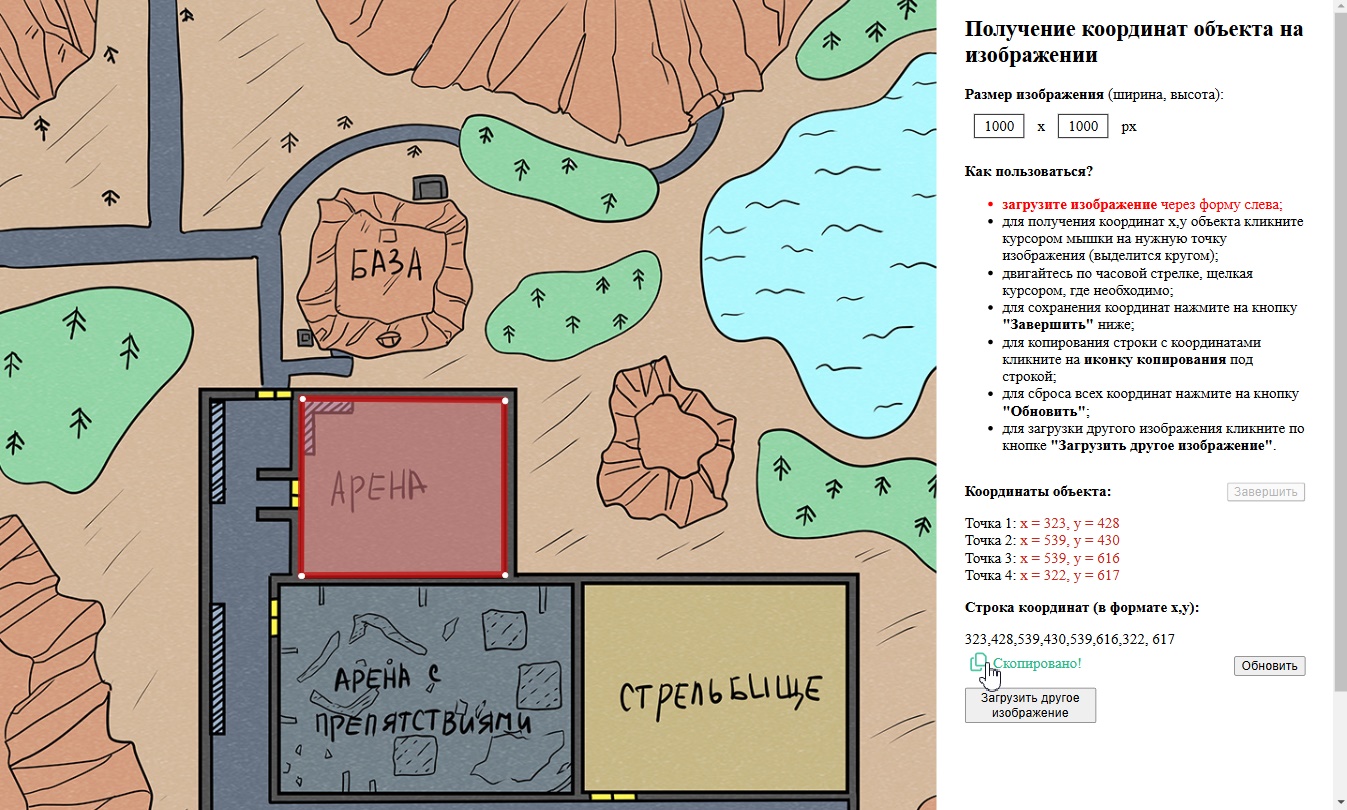 БАЗА
АРЕНА
АРЕНА С
ПРЕПЯТСТВИЯМИ
СТРЕЛЬБИЩЕ
Получение координат объекта на
изображении
Размер изображения (ширина, высота):
1000 x 1000 px
Как пользоваться?
• загрузите изображение через форму слева;
• для получения координат x,y объекта кликните
курсором мышки на нужную точку
изображения (выделится кругом);
• двигайтесь по часовой стрелке, щелкая
курсором, где необходимо;
• для сохранения координат нажмите на кнопку
"Завершить" ниже;
• для копирования строки с координатами
кликните на иконку копирования под
строкой;
• для сброса всех координат нажмите на кнопку
"Обновить";
• для загрузки другого изображения кликните по
кнопке "Загрузить другое изображение".
Координаты объекта: Завершить
Точка 1: x = 323, y = 428
Точка 2: x = 539, y = 430
Точка 3: x = 539, y = 616
Точка 4: x = 322, y = 617
Строка координат (в формате x,y):
323,428,539,430,539,616,322, 617
Скопировано! Обновить
Загрузить другое
изображение